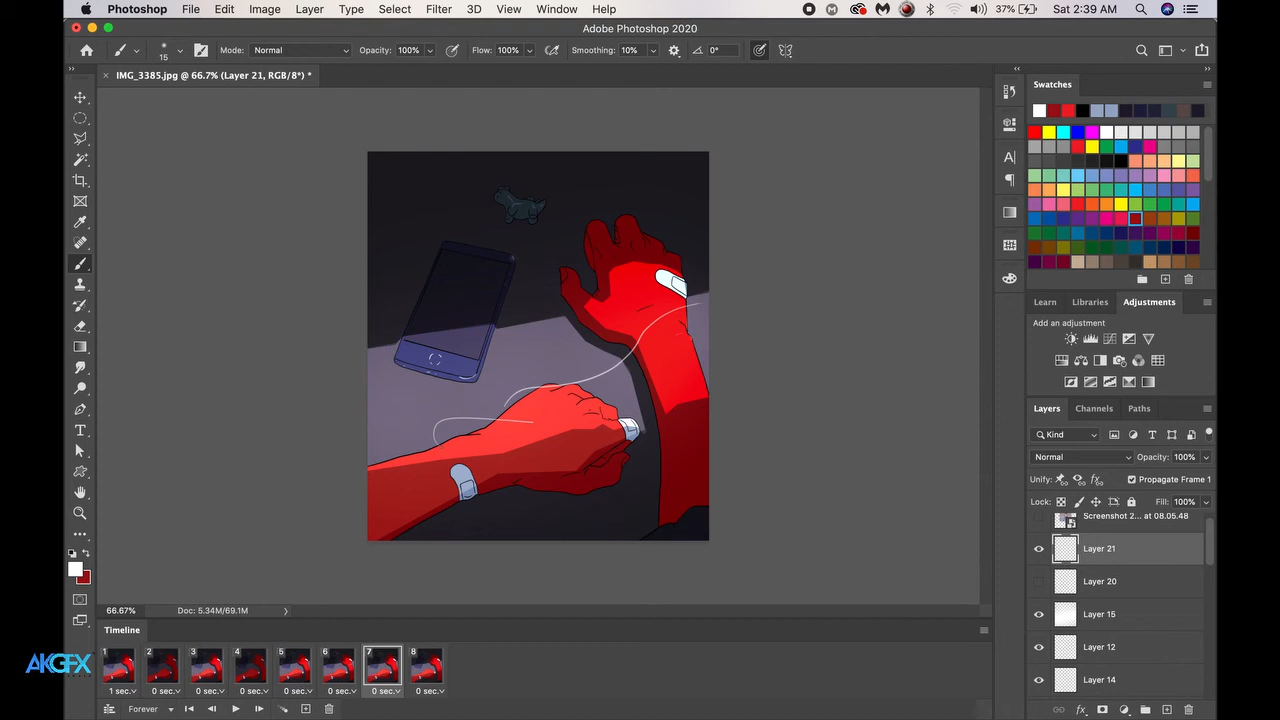 Photoshop File Edit Image Layer Type Select Filter 3D View Window Help 37% Sat 2:39 AM
Adobe Photoshop 2020
15 Mode: Normal Opacity: 100% Flow: 100% Smoothing: 10% 0°
× IMG_3385.jpg @ 66.7% (Layer 21, RGB/8*) *
Swatches
Learn Libraries Adjustments
Add an adjustment
Layers Channels Paths
Kind
Normal Opacity: 100%
Unify: Propagate Frame 1
Lock: Fill: 100%
Screenshot 2... at 08.05.48
Layer 21
Layer 20
Layer 15
Layer 12
Layer 14
66.67% Doc: 5.34M/69.1M
Timeline
1 2 3 4 5 6 7 8
1 sec. 0 sec. 0 sec. 0 sec. 0 sec. 0 sec. 0 sec. 0 sec.
Forever
AKGFX